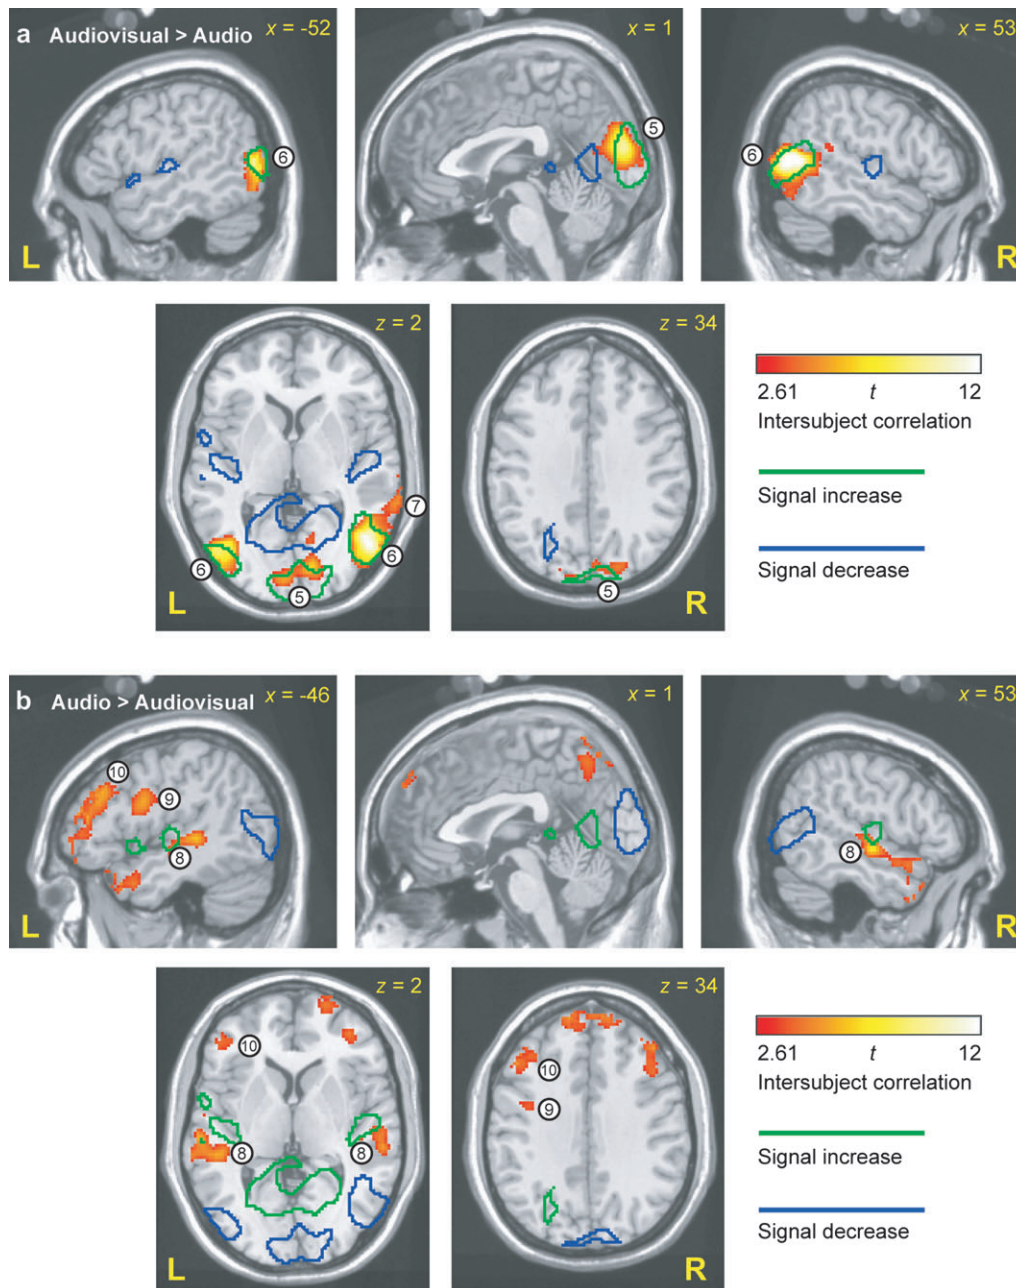 a Audiovisual > Audio x = -52
x = 1
x = 53
6
5
6
L
R
z = 2
z = 34
7
6
6
5
5
L
R
2.61 t 12
Intersubject correlation
Signal increase
Signal decrease
b Audio > Audiovisual x = -46
x = 1
x = 53
10
9
8
8
L
R
z = 2
z = 34
10
10
9
8
8
L
R
2.61 t 12
Intersubject correlation
Signal increase
Signal decrease